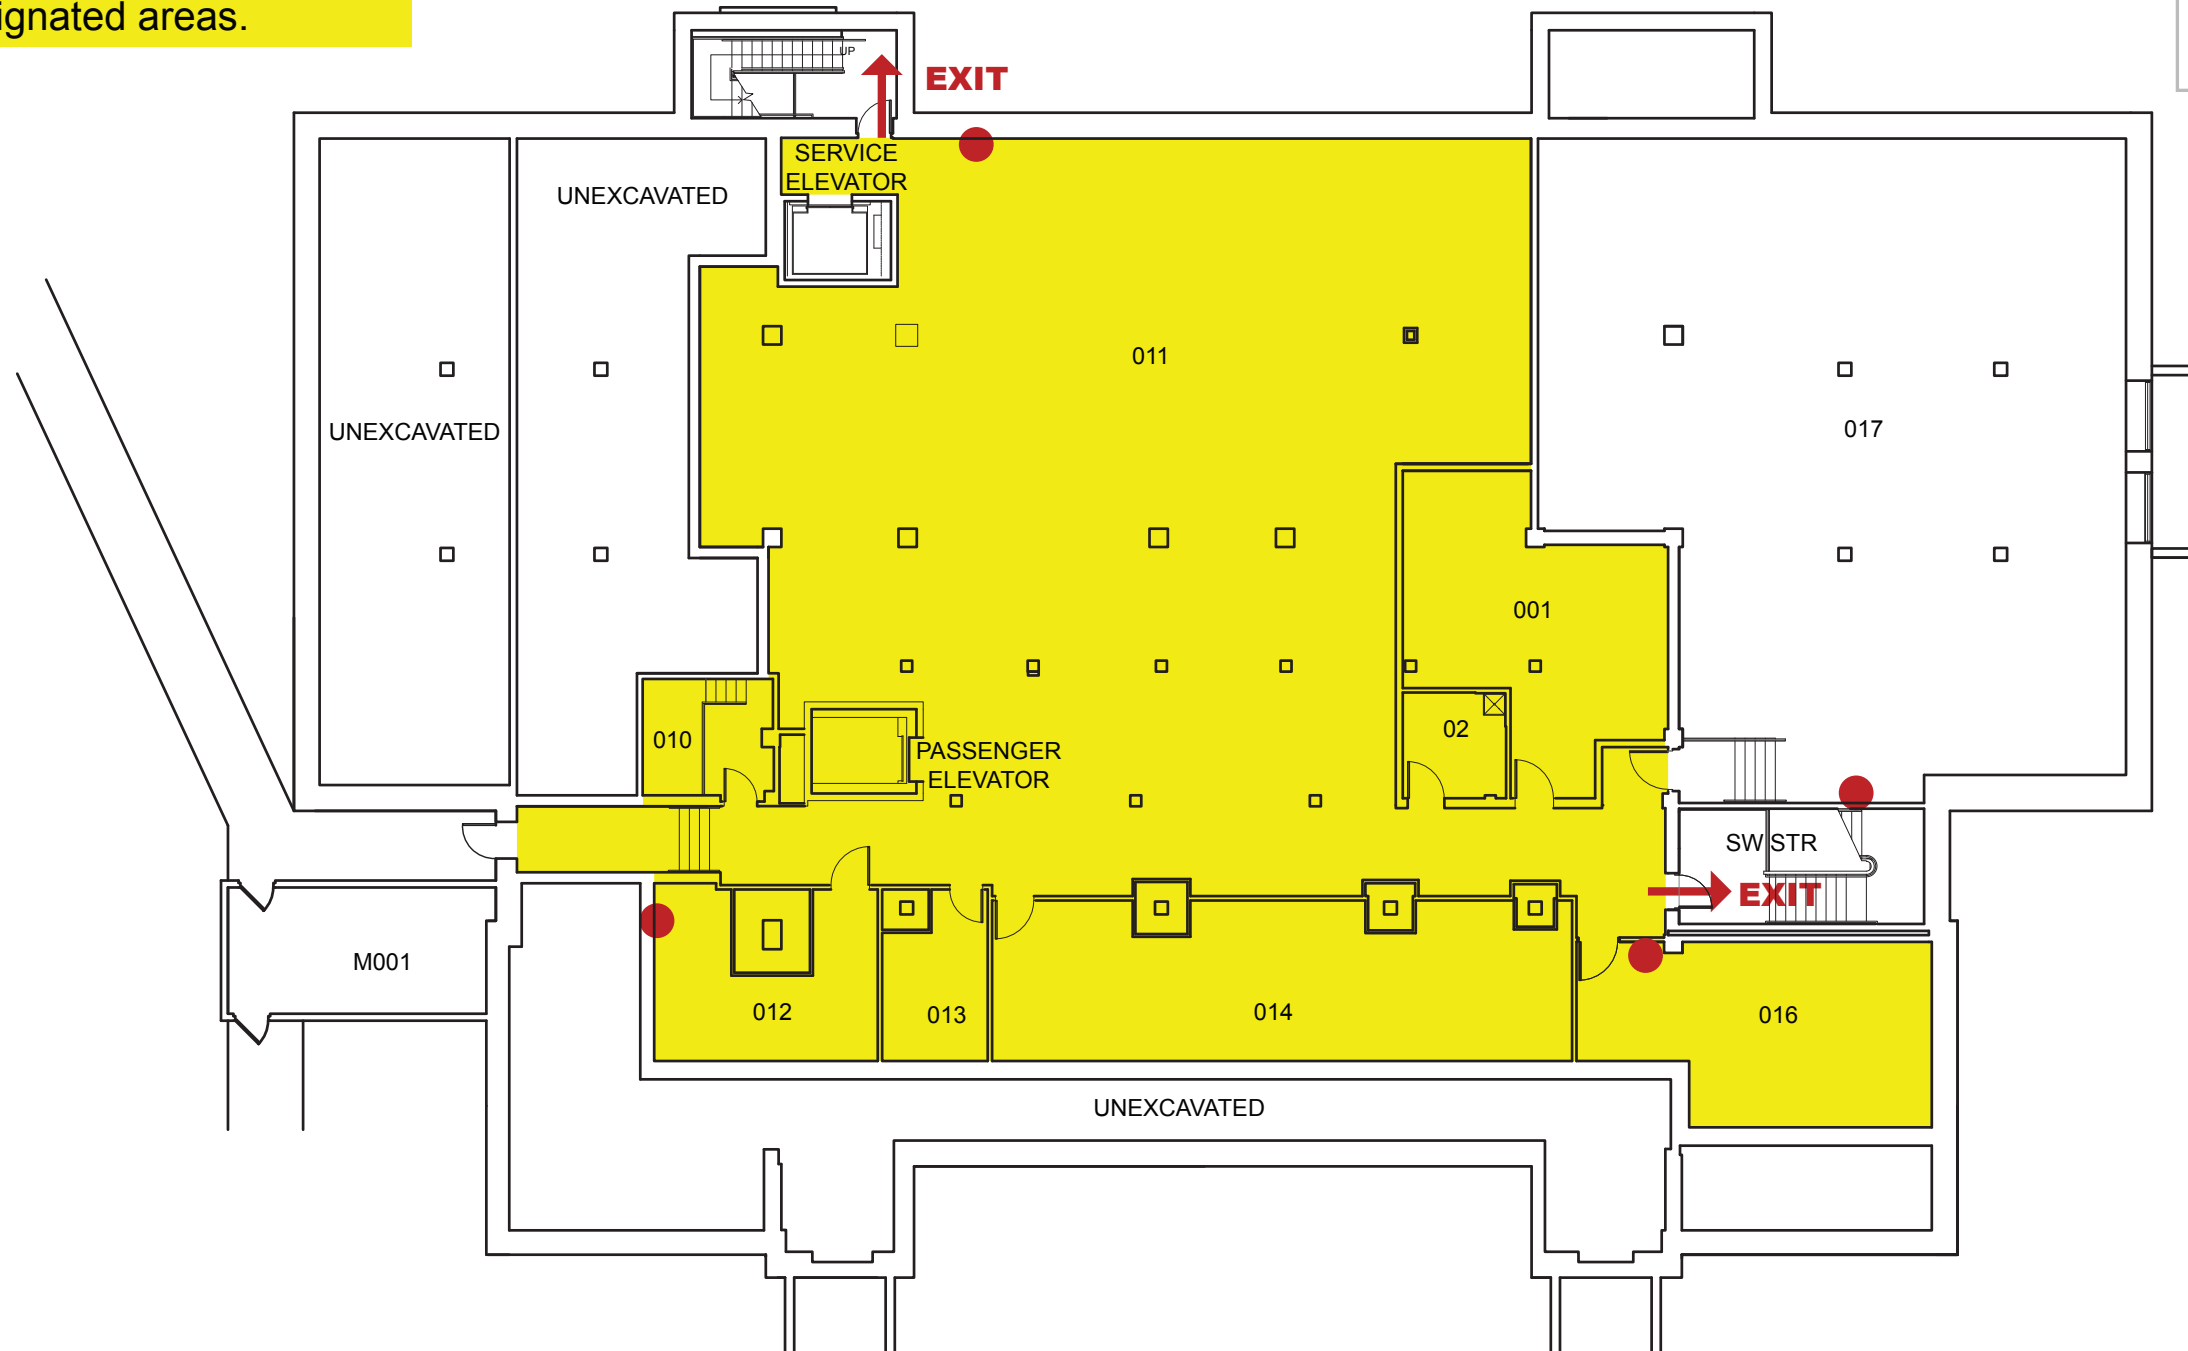 ignated areas.
UP
EXIT
SERVICE
ELEVATOR
UNEXCAVATED
011
UNEXCAVATED
017
001
02
010
PASSENGER
ELEVATOR
SW STR
EXIT
M001
012
013
014
016
UNEXCAVATED